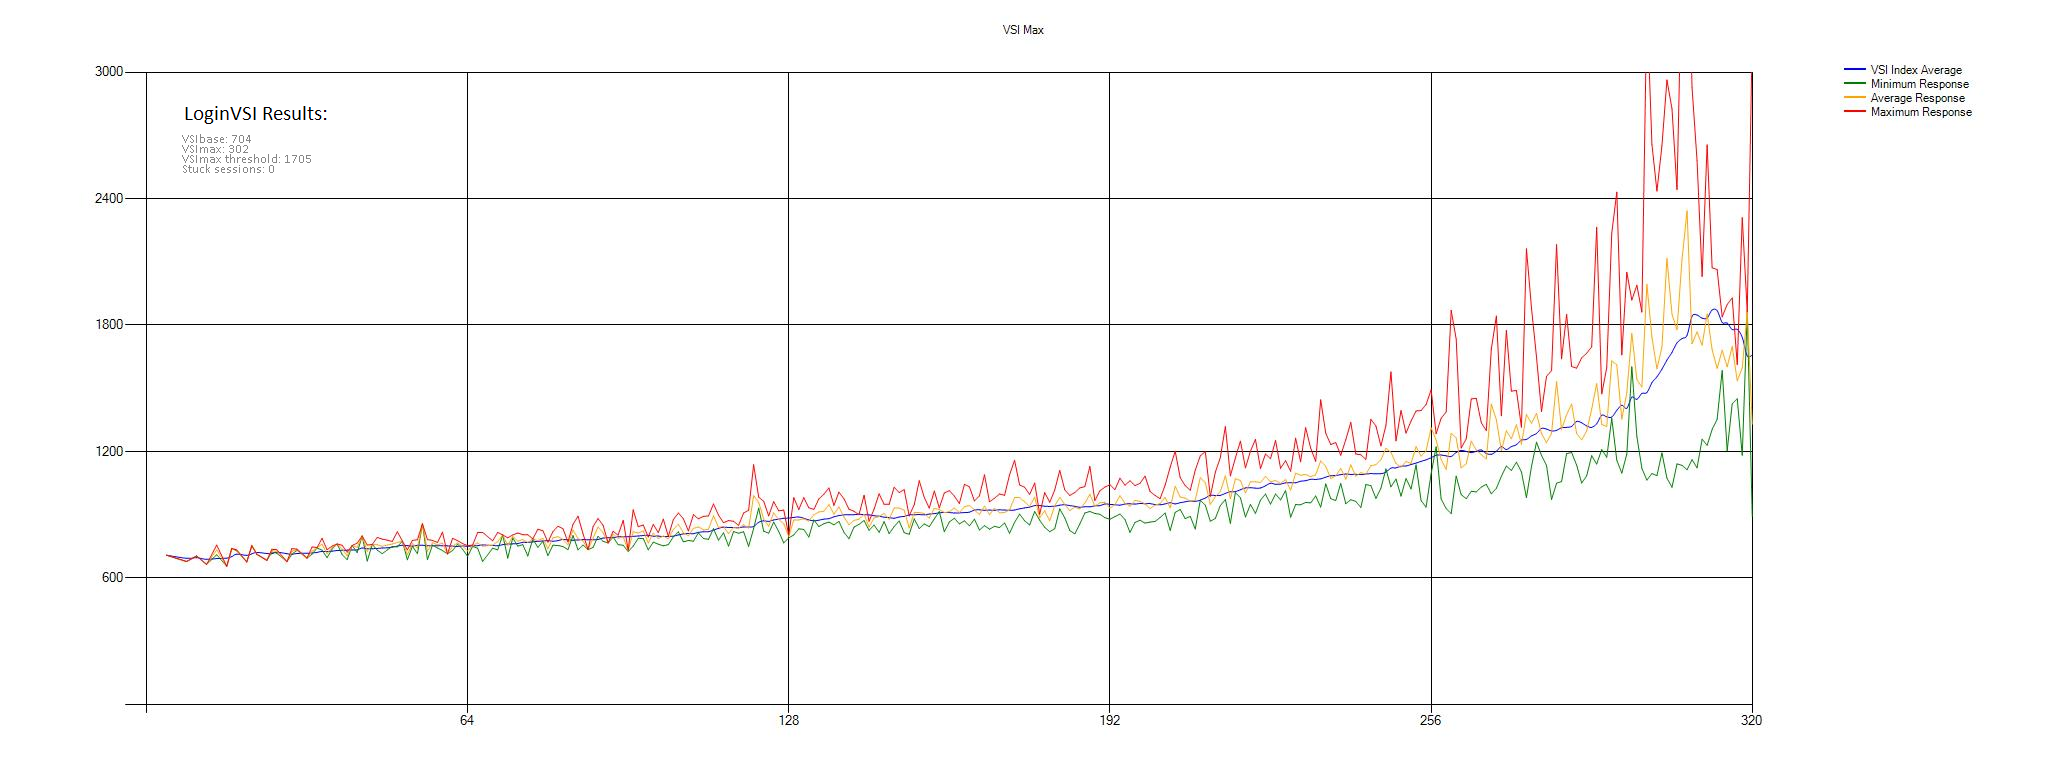 VSI Max
3000
2400
1800
1200
600
LoginVSI Results:
VSIbase: 704
VSImax: 302
VSImax threshold: 1705
Stuck sessions: 0
VSI Index Average
Minimum Response
Average Response
Maximum Response
64
128
192
256
320